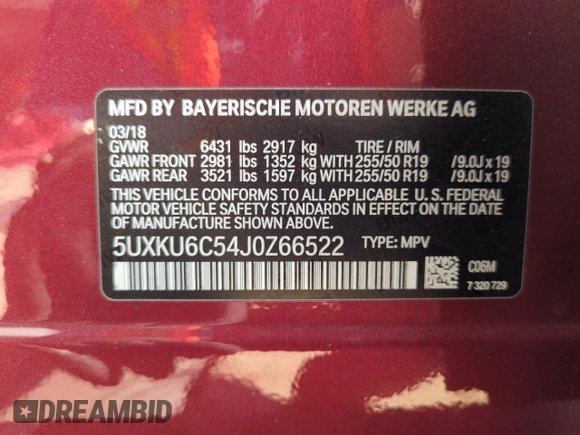 MFD BY BAYERISCHE MOTOREN WERKE AG
03/18
GVWR 6431 lbs 2917 kg TIRE / RIM
GAWR FRONT 2981 lbs 1352 kg WITH 255/50 R19 /9.0J x 19
GAWR REAR 3521 lbs 1597 kg WITH 255/50 R19 /9.0J x 19
THIS VEHICLE CONFORMS TO ALL APPLICABLE U.S. FEDERAL
MOTOR VEHICLE SAFETY STANDARDS IN EFFECT ON THE DATE
OF MANUFACTURE SHOWN ABOVE.
5UXKU6C54J0Z66522 TYPE: MPV
C06M
7 320 729
DREAMBID